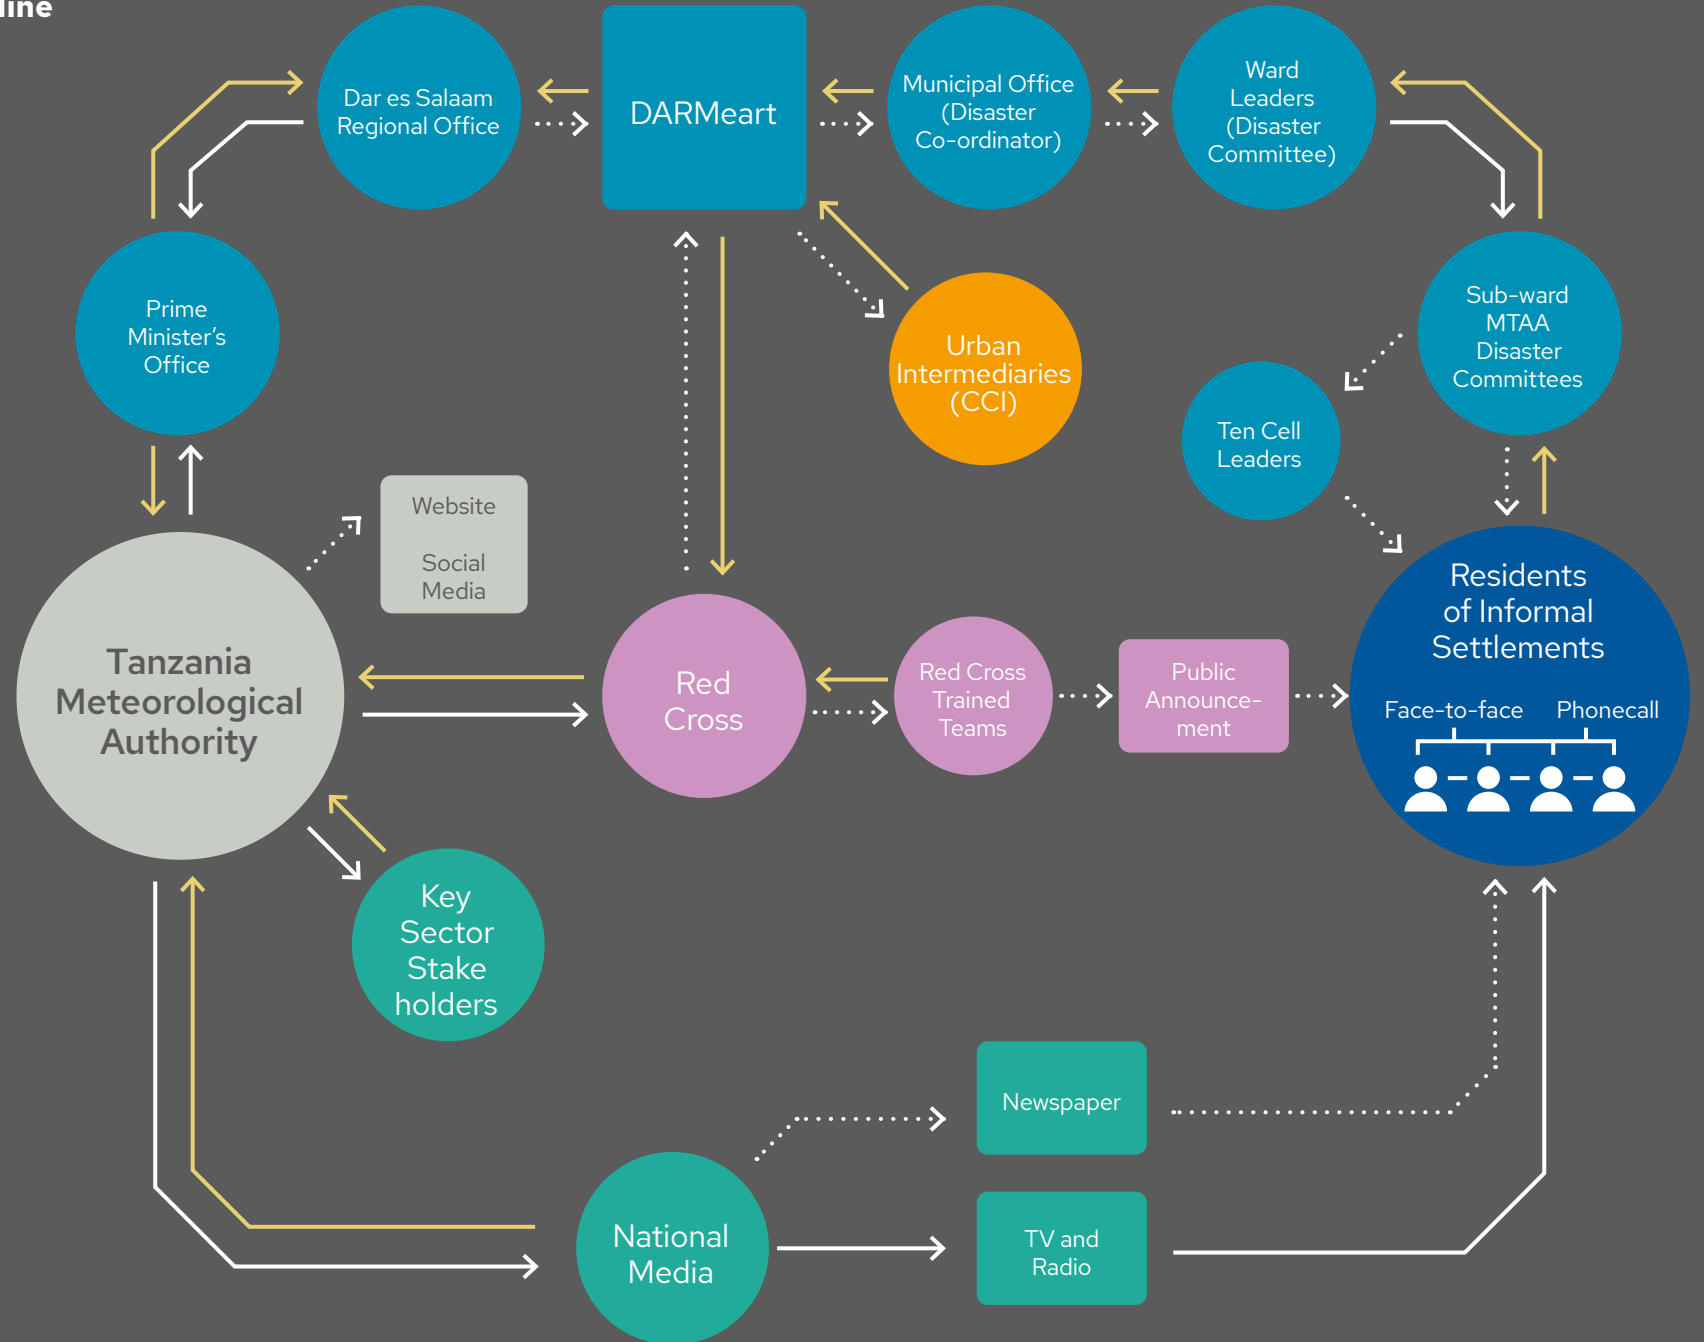 line
Dar es Salaam
Regional Office
DARMeart
Municipal Office
(Disaster
Co-ordinator)
Ward
Leaders
(Disaster
Committee)
Prime
Minister’s
Office
Urban
Intermediaries
(CCI)
Sub-ward
MTAA
Disaster
Committees
Ten Cell
Leaders
Website
Social
Media
Tanzania
Meteorological
Authority
Red
Cross
Red Cross
Trained
Teams
Public
Announce-
ment
Residents
of Informal
Settlements
Face-to-face
Phonecall
Key
Sector
Stake
holders
Newspaper
National
Media
TV and
Radio